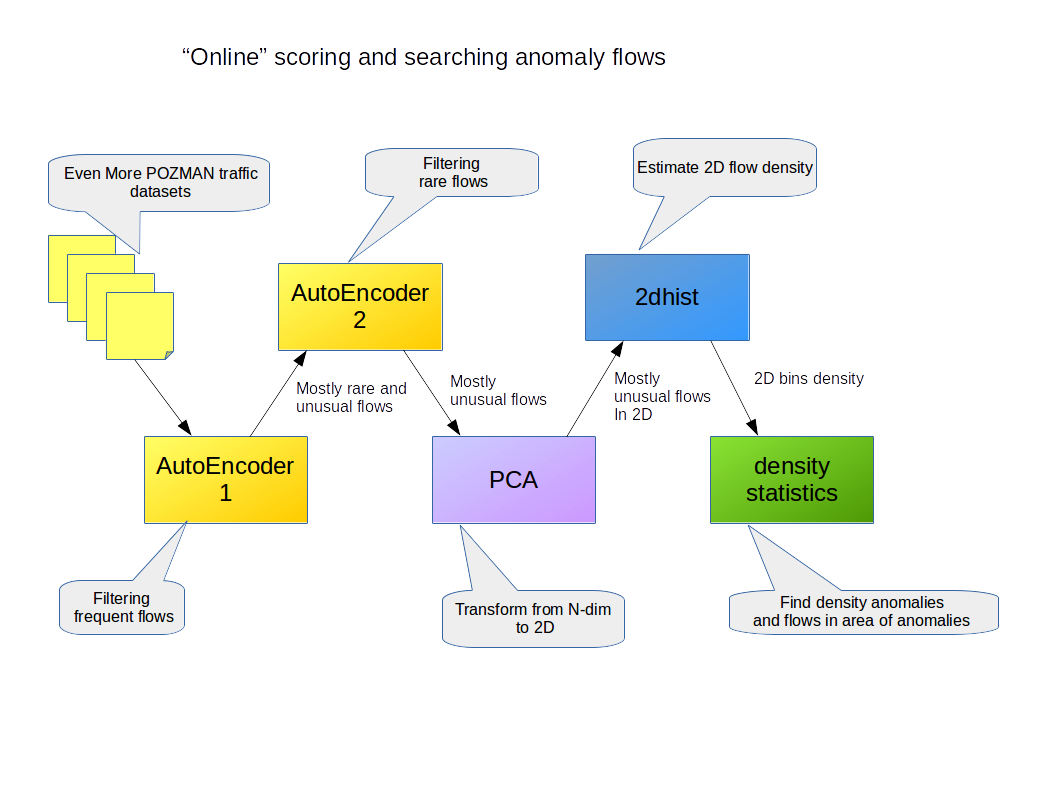 “Online” scoring and searching anomaly flows
Even More POZMAN traffic
datasets
Filtering
rare flows
Estimate 2D flow density
AutoEncoder
2
2dhist
Mostly rare and
unusual flows
Mostly
unusual flows
Mostly
unusual flows
In 2D
2D bins density
AutoEncoder
1
PCA
density
statistics
Filtering
frequent flows
Transform from N-dim
to 2D
Find density anomalies
and flows in area of anomalies